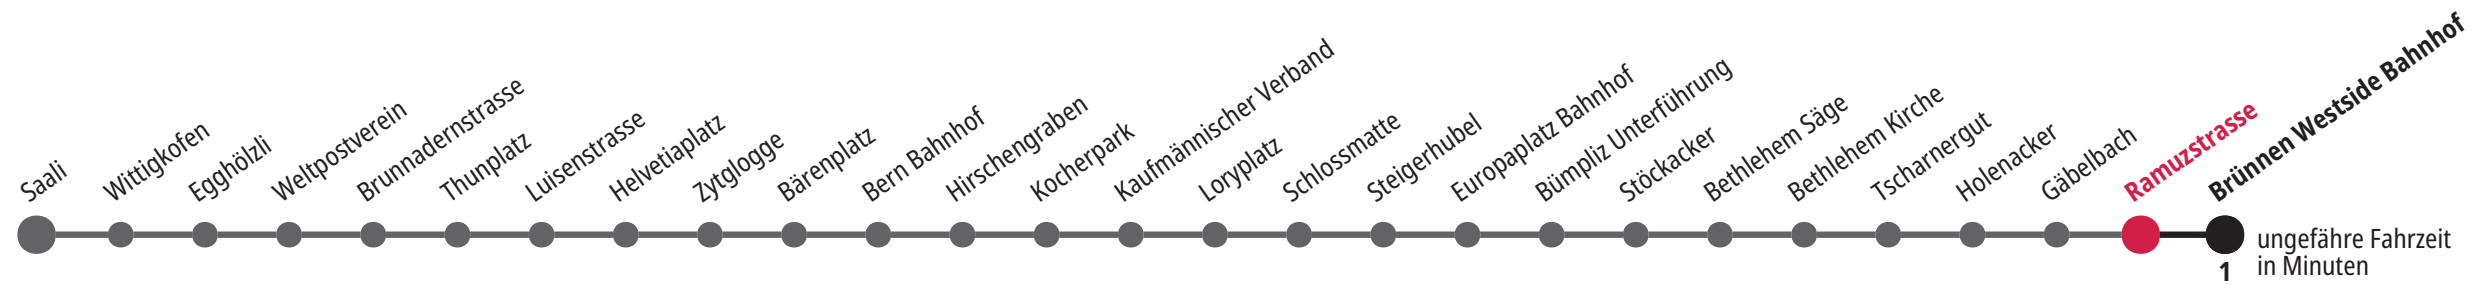 Saali
Wittigkofen
Egghölzli
Weltpostverein
Brunnadernstrasse
Thunplatz
Luisenstrasse
Helvetiaplatz
Zytglogge
Bärenplatz
Bern Bahnhof
Hirschengraben
Kocherpark
Kaufmännischer Verband
Loryplatz
Schlossmatte
Steigerhubel
Europaplatz Bahnhof
Bümpliz Unterführung
Stöckacker
Bethlehem Säge
Bethlehem Kirche
Tscharnergut
Holenacker
Gäbelbach
Ramuzstrasse
Brünnen Westside Bahnhof
1
ungefähre Fahrzeit
in Minuten